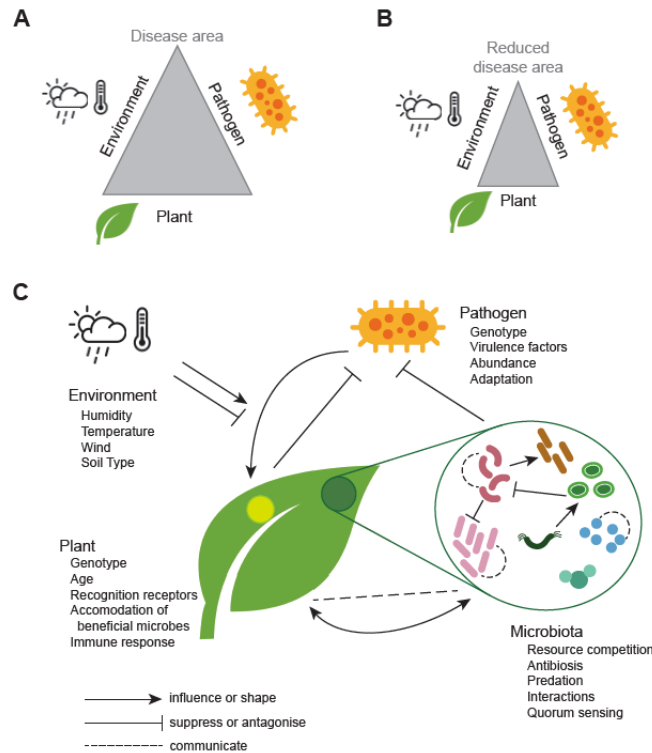 A
Disease area
Environment
Pathogen
Plant
B
Reduced
disease area
Environment
Pathogen
Plant
C
Environment
Humidity
Temperature
Wind
Soil Type
Pathogen
Genotype
Virulence factors
Abundance
Adaptation
Plant
Genotype
Age
Recognition receptors
Accomodation of
beneficial microbes
Immune response
Microbiota
Resource competition
Antibiosis
Predation
Interactions
Quorum sensing
influence or shape
suppress or antagonise
communicate